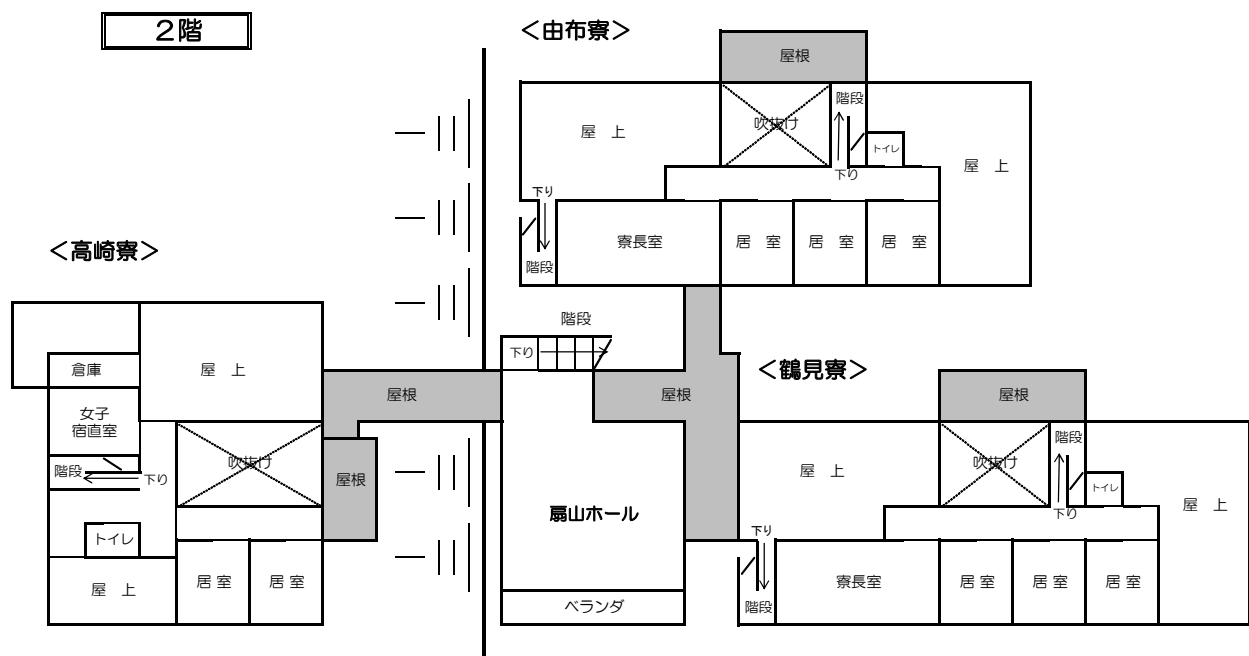 ２階
＜由布寮＞
屋根
屋　上
吹抜け
階段
トイレ
屋　上
下り
下り
階段
寮長室
居　室
居　室
居　室
＜高崎寮＞
倉庫
屋　上
女子
宿直室
階段
下り
吹抜け
トイレ
屋　上
居 室
居 室
屋根
屋根
階段
下り
屋根
扇山ホール
ベランダ
＜鶴見寮＞
屋根
屋　上
吹抜け
階段
トイレ
屋　上
下り
下り
階段
寮長室
居 室
居 室
居 室